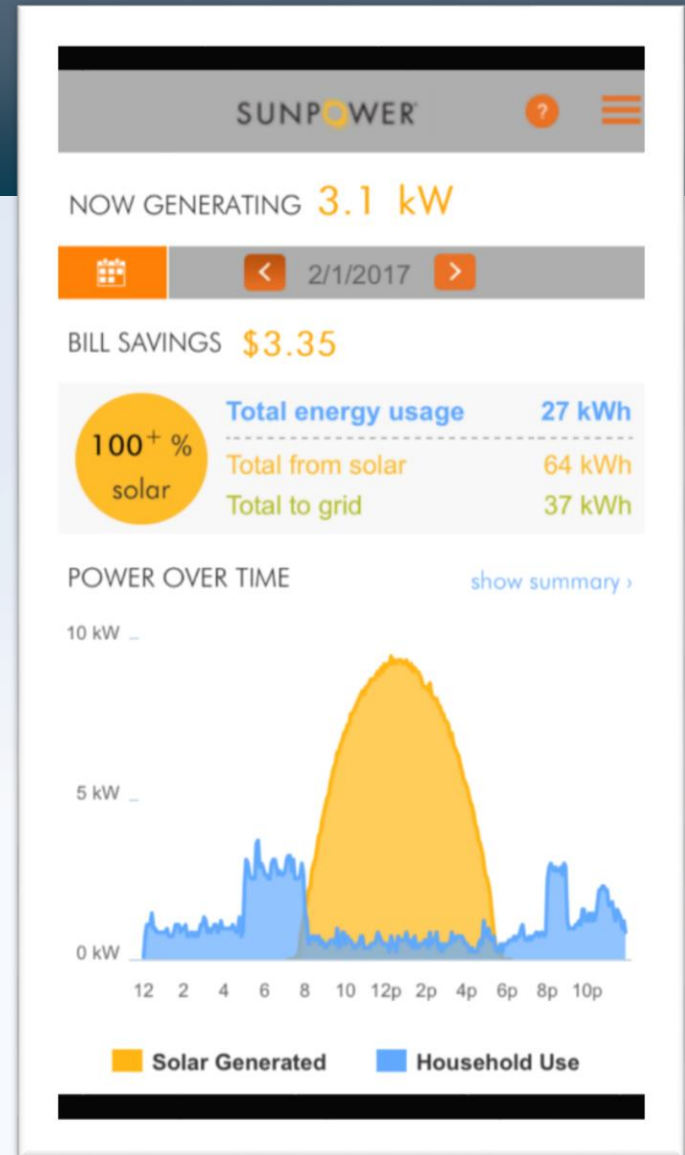 SUNPOWER ?
NOW GENERATING 3.1 kW
< 2/1/2017 >
BILL SAVINGS $3.35
100+ % solar
Total energy usage 27 kWh
Total from solar 64 kWh
Total to grid 37 kWh
POWER OVER TIME show summary ›
10 kW
5 kW
0 kW
12 2 4 6 8 10 12p 2p 4p 6p 8p 10p
Solar Generated Household Use